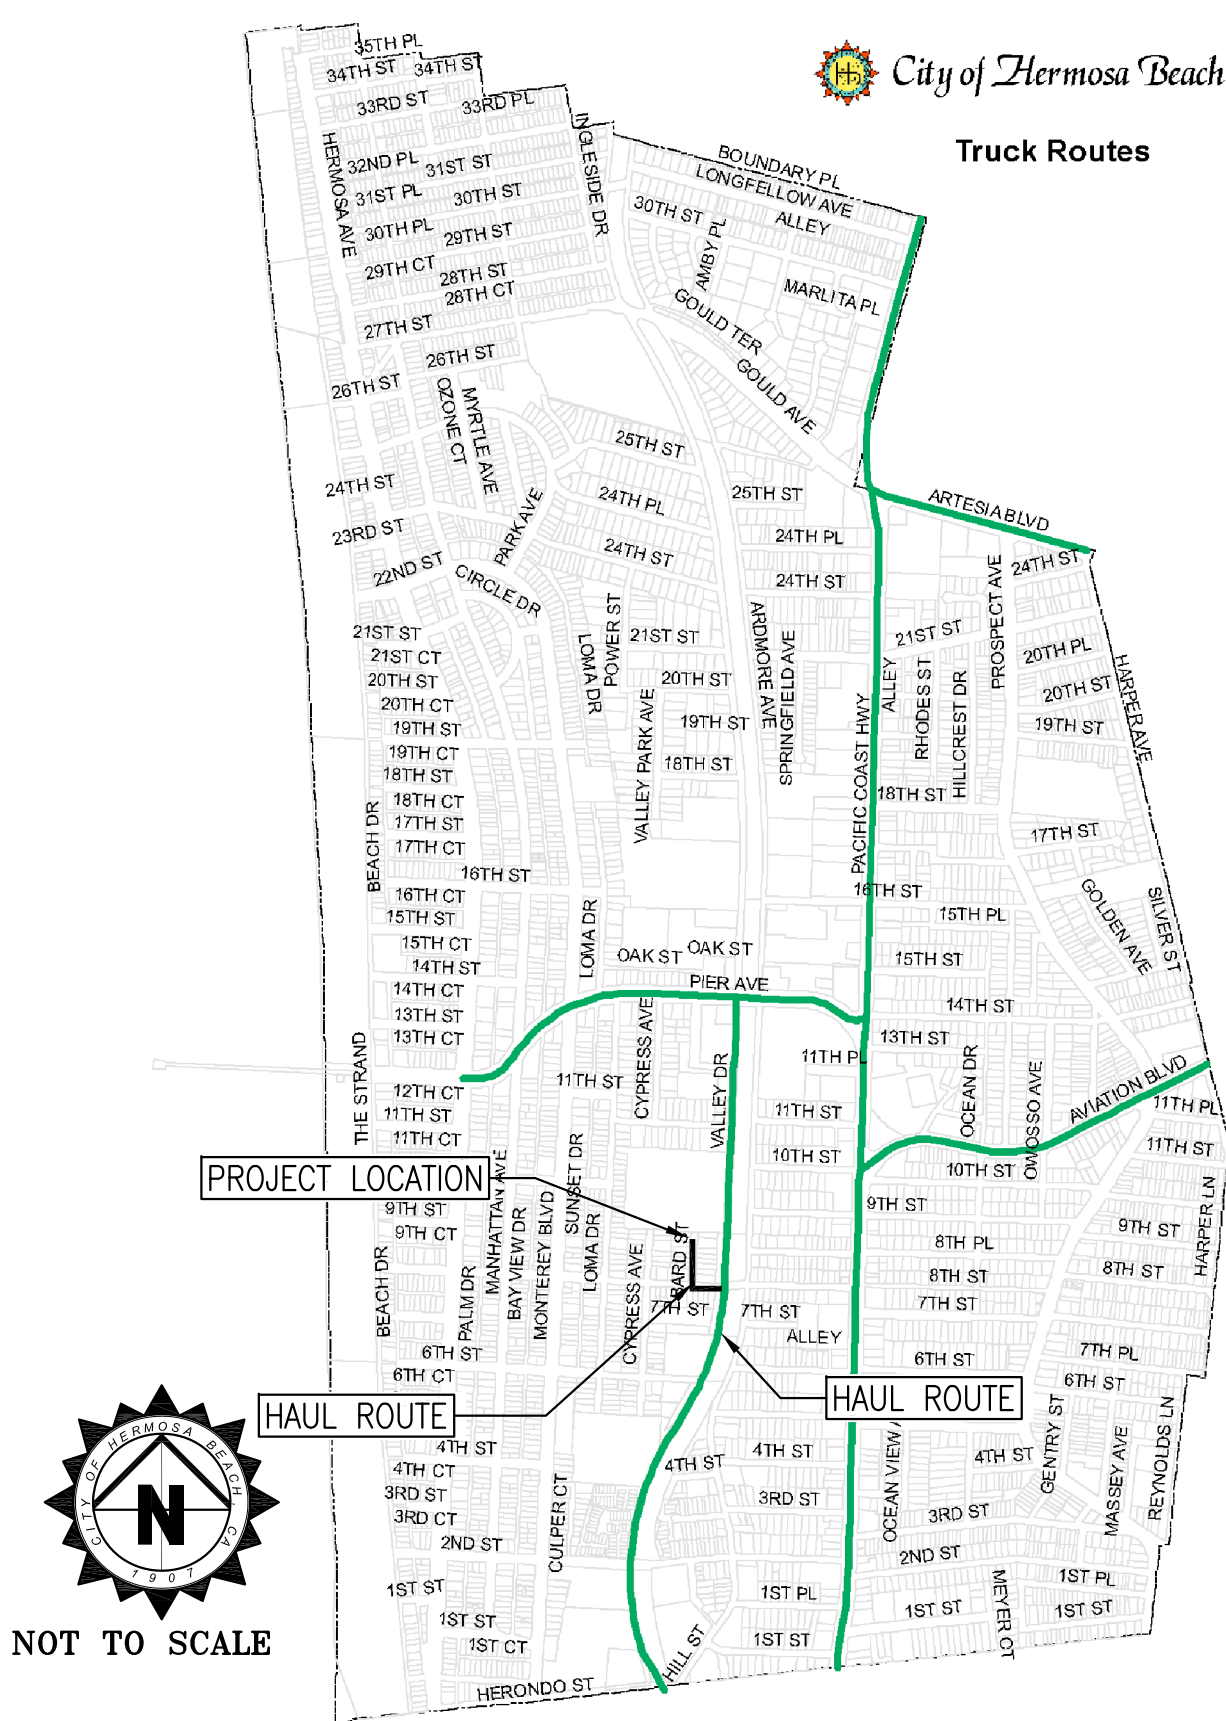 City of Hermosa Beach
Truck Routes
35TH PL
34TH ST
34TH ST
33RD ST
33RD PL
INGLESIDE DR
HERMOSA AVE
32ND PL
31ST ST
31ST PL
30TH ST
30TH PL
29TH ST
29TH CT
28TH ST
28TH CT
27TH ST
26TH ST
26TH ST
BOUNDARY PL
LONGFELLOW AVE
ALLEY
30TH ST
AMBY PL
MARLITA PL
GOULD TER
GOULD AVE
OZONE CT
MYRTLE AVE
PARK AVE
25TH ST
24TH PL
24TH ST
25TH ST
24TH PL
24TH ST
ARTESIA BLVD
24TH ST
24TH ST
23RD ST
22ND ST
CIRCLE DR
POWER ST
LOMA DR
21ST ST
20TH ST
19TH ST
18TH ST
VALLEY PARK AVE
ARDMORE AVE
SPRINGFIELD AVE
PACIFIC COAST HWY
ALLEY
21ST ST
RHODES ST
HILLCREST DR
PROSPECT AVE
20TH PL
20TH ST
19TH ST
HARPER AVE
18TH ST
17TH ST
21ST ST
21ST CT
20TH ST
20TH CT
19TH ST
19TH CT
18TH ST
18TH CT
17TH ST
17TH CT
16TH ST
16TH CT
15TH ST
15TH CT
14TH ST
14TH CT
13TH ST
13TH CT
BEACH DR
LOMA DR
OAK ST
OAK ST
PIER AVE
16TH ST
15TH PL
15TH ST
14TH ST
13TH ST
GOLDEN AVE
SILVER ST
THE STRAND
12TH CT
11TH ST
11TH CT
11TH ST
CYPRESS AVE
VALLEY DR
11TH PL
11TH ST
10TH ST
OCEAN DR
OWOSSO AVE
AVIATION BLVD
11TH PL
11TH ST
10TH ST
PROJECT LOCATION
9TH ST
9TH CT
BEACH DR
PALM DR
MANHATTAN AVE
BAY VIEW DR
MONTEREY BLVD
SUNSET DR
LOMA DR
CYPRESS AVE
BARD ST
7TH ST
7TH ST
ALLEY
9TH ST
8TH PL
8TH ST
7TH ST
6TH ST
9TH ST
8TH ST
HARPER LN
7TH PL
6TH ST
6TH ST
6TH CT
HAUL ROUTE
HAUL ROUTE
4TH ST
4TH CT
3RD ST
3RD CT
2ND ST
1ST ST
1ST ST
1ST CT
CULPER CT
4TH ST
4TH ST
3RD ST
1ST PL
1ST ST
HILL ST
HERONDO ST
OCEAN VIEW A
4TH ST
GENTRY ST
MASSEY AVE
REYNOLDS LN
3RD ST
2ND ST
1ST ST
MEYER CT
1ST PL
1ST ST
CITY OF HERMOSA BEACH, CA
N
1907
NOT TO SCALE